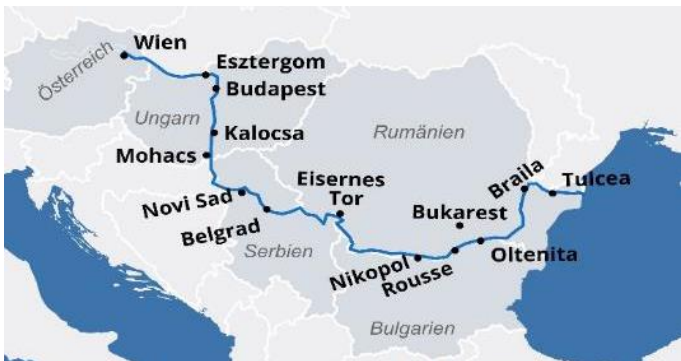 Wien
Österreich
Esztergom
Budapest
Ungarn
Kalocsa
Rumänien
Mohacs
Eisernes
Tor
Braila
Tulcea
Novi Sad
Bukarest
Belgrad
Serbien
Oltenita
Nikopol
Rousse
Bulgarien